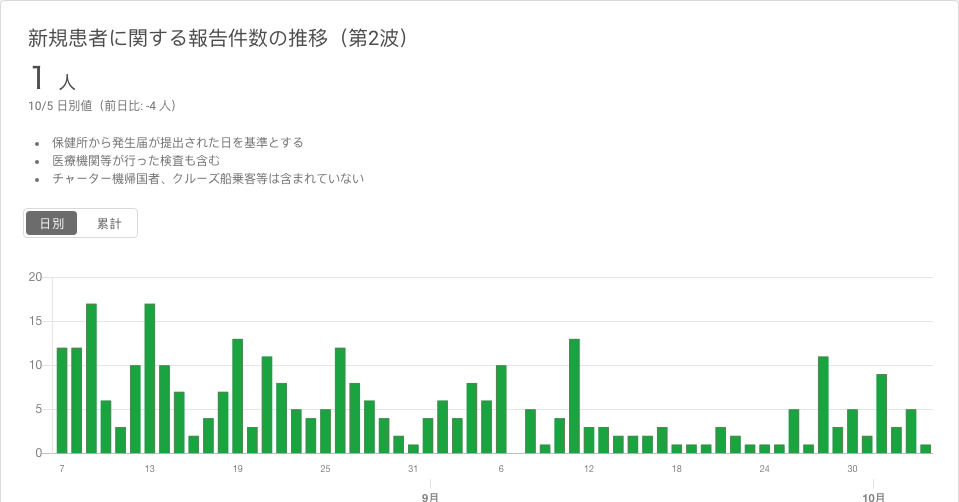 新規患者に関する報告件数の推移（第2波）
1 人
10/5 日別値（前日比: -4 人）
• 保健所から発生届が提出された日を基準とする
• 医療機関等が行った検査も含む
• チャーター機帰国者、クルーズ船乗客等は含まれていない
日別 累計
20
15
10
5
0
7 13 19 25 31 6 12 18 24 30
9月 10月